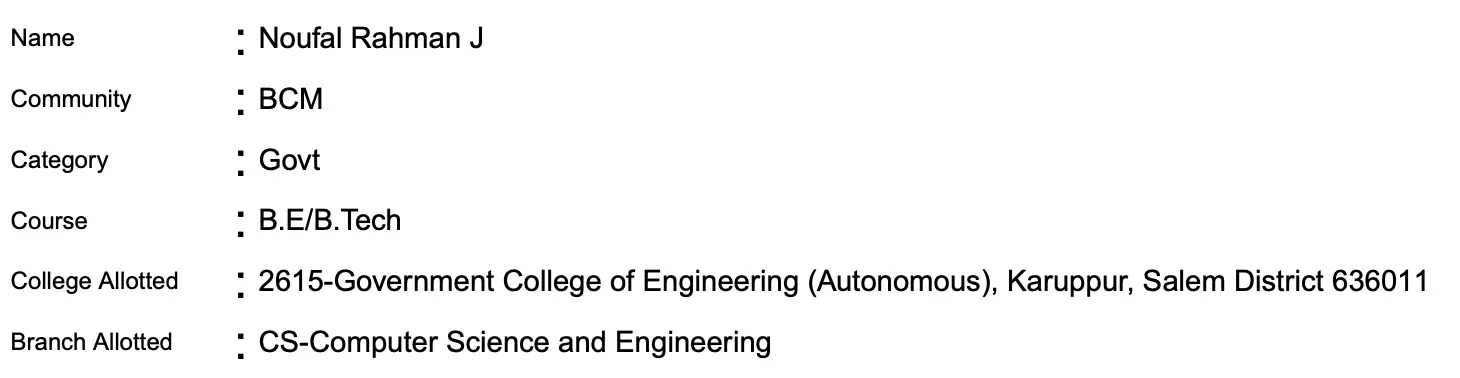 Name : Noufal Rahman J
Community : BCM
Category : Govt
Course : B.E/B.Tech
College Allotted : 2615-Government College of Engineering (Autonomous), Karuppur, Salem District 636011
Branch Allotted : CS-Computer Science and Engineering